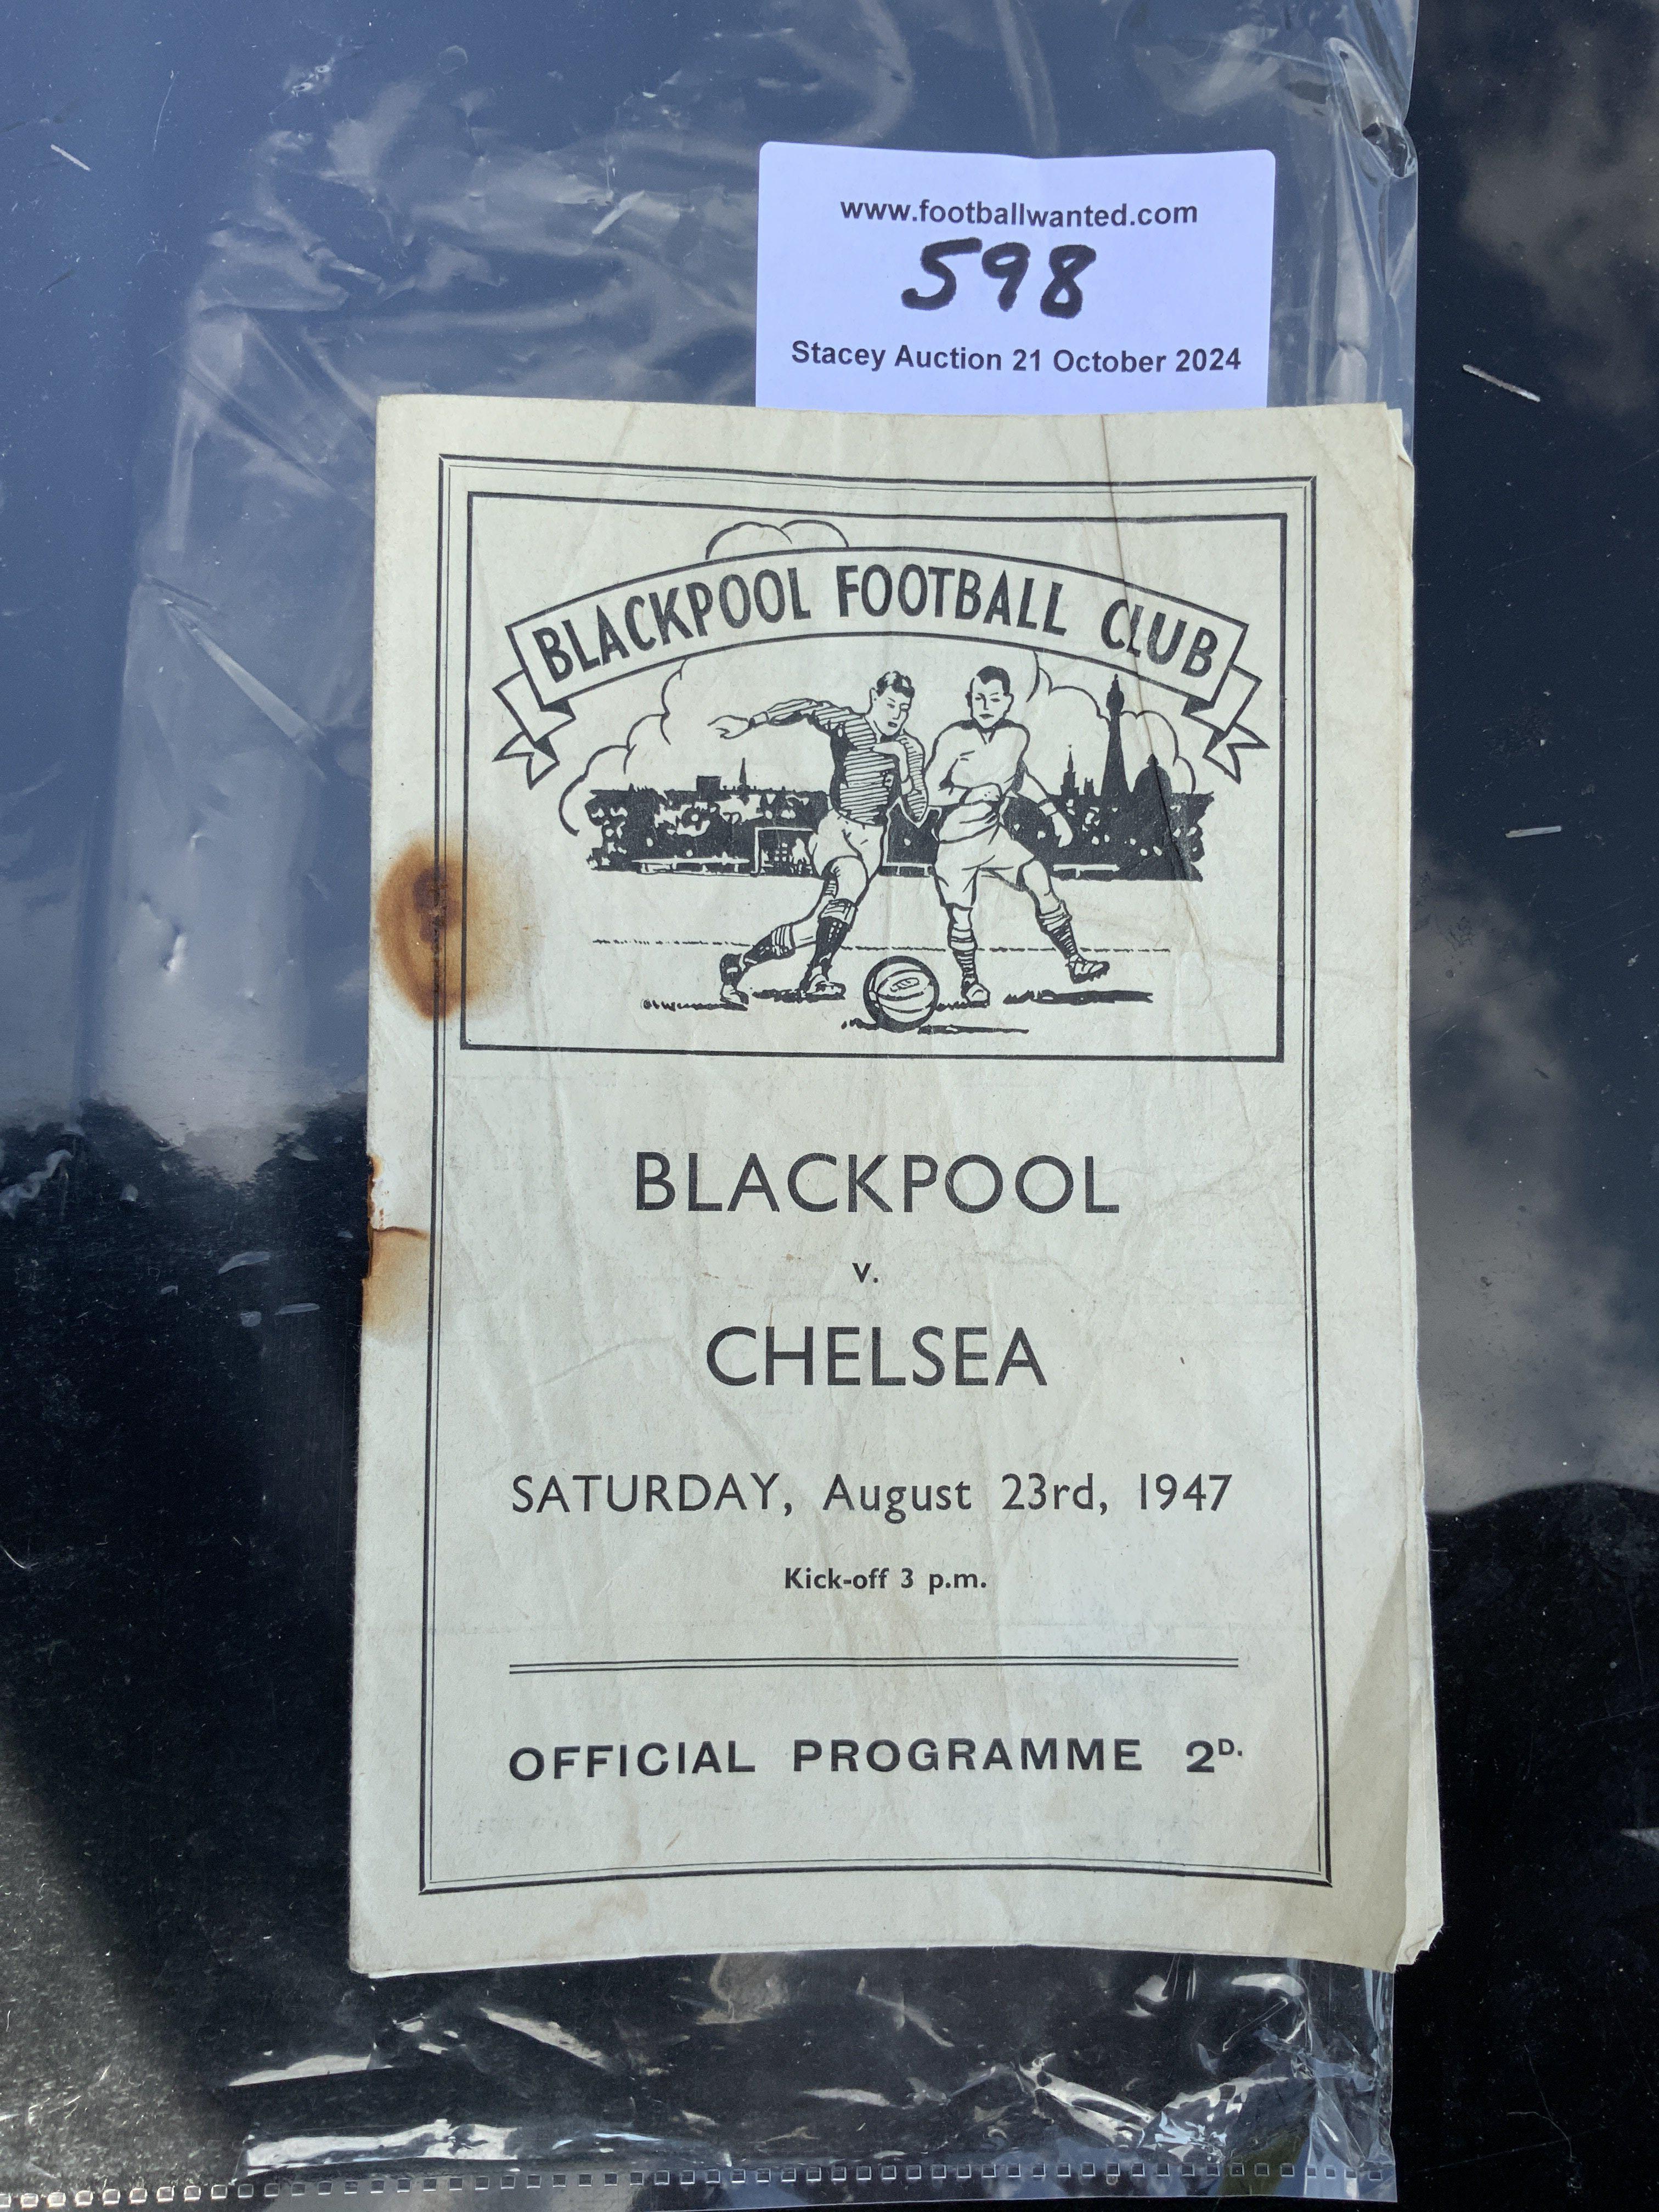 www.footballwanted.com
598
Stacey Auction 21 October 2024
BLACKPOOL FOOTBALL CLUB
BLACKPOOL
v.
CHELSEA
SATURDAY, August 23rd, 1947
Kick-off 3 p.m.
OFFICIAL PROGRAMME 2D.